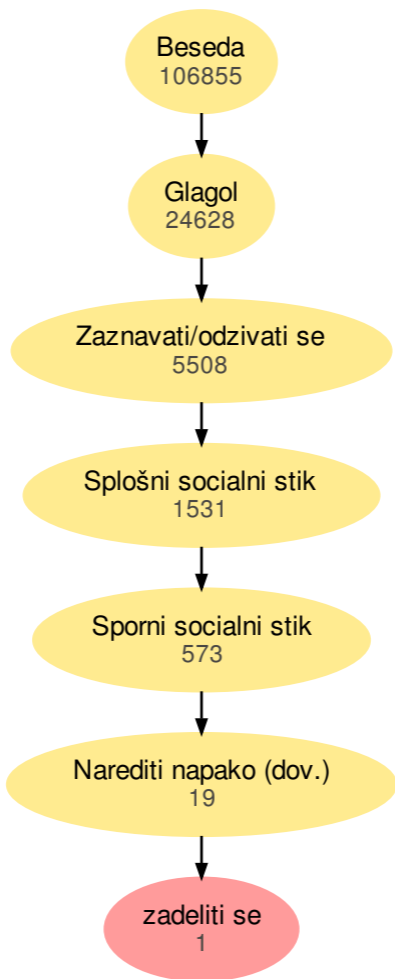 Beseda
106855
Glagol
24628
Zaznavati/odzivati se
5508
Splošni socialni stik
1531
Sporni socialni stik
573
Narediti napako (dov.)
19
zadeliti se
1